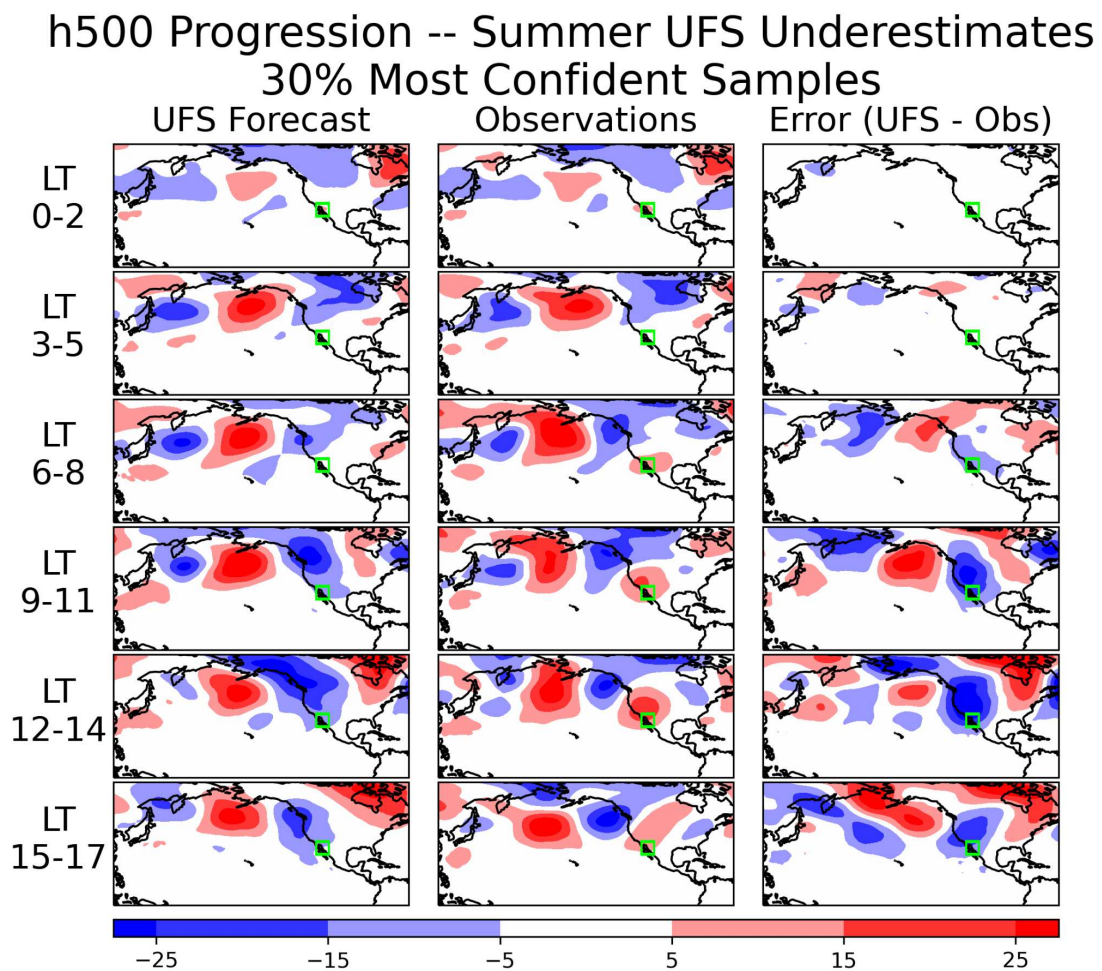 h500 Progression -- Summer UFS Underestimates
30% Most Confident Samples
UFS Forecast Observations Error (UFS - Obs)
LT
0-2
LT
3-5
LT
6-8
LT
9-11
LT
12-14
LT
15-17
−25 −15 −5 5 15 25